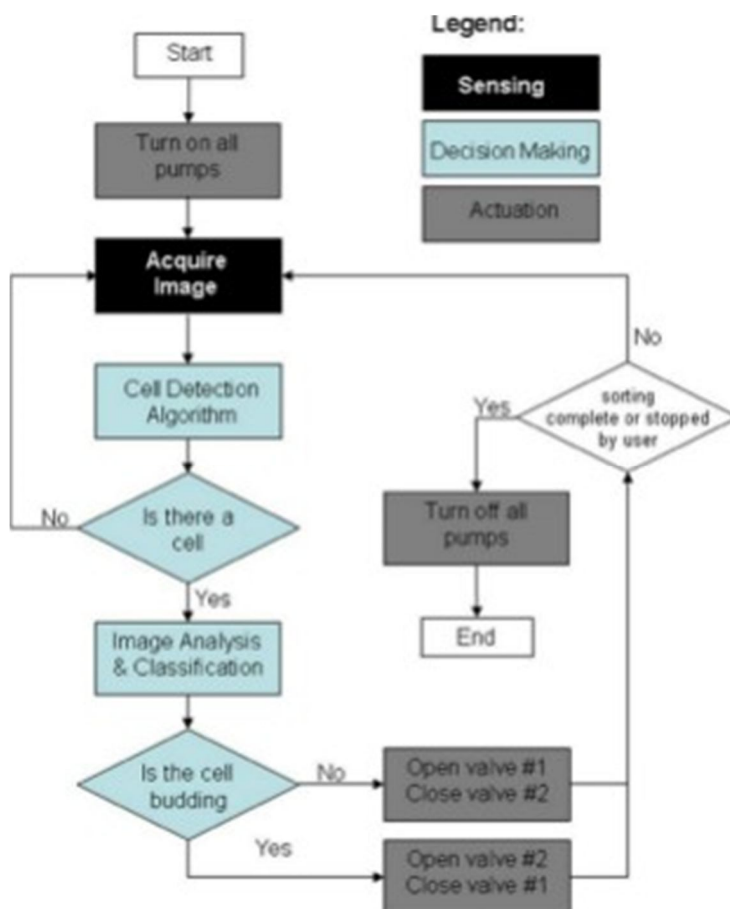 Legend:
Start
Sensing
Turn on all
pumps
Decision Making
Actuation
Acquire
Image
No
Cell Detection
Algorithm
Yes
sorting
complete or stopped
by user
No
Is there a
cell
Turn off all
pumps
Yes
Image Analysis
& Classification
End
Is the cell
budding
No
Open valve #1
Close valve #2
Yes
Open valve #2
Close valve #1